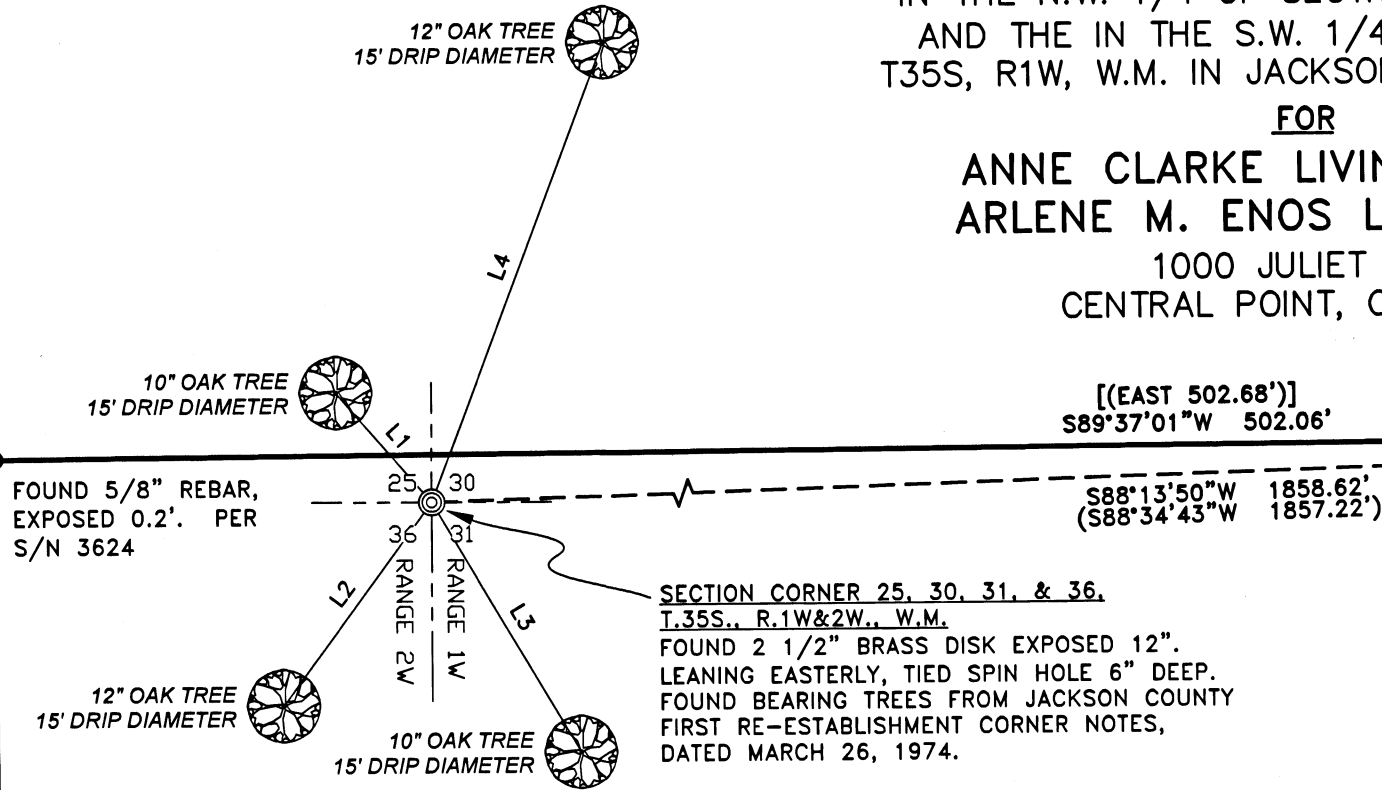 IN THE N.W. 1/4 OF
AND THE IN THE S.W. 1/4
T35S, R1W, W.M. IN
FOR
ANNE CLARKE
ARLENE M. ENOS
1000 JULIET
CENTRAL POINT,
12" OAK TREE
15' DRIP DIAMETER
L4
10" OAK TREE
15' DRIP DIAMETER
L1
[(EAST 502.68')]
S89°37'01"W 502.06'
FOUND 5/8" REBAR,
EXPOSED 0.2'. PER
S/N 3624
25 30
36 31
S88°13'50"W 1858.62'
(S88°34'43"W 1857.22')
RANGE 2W
RANGE 1W
L2
L3
SECTION CORNER 25, 30, 31, & 36,
T.35S., R.1W&2W., W.M.
FOUND 2 1/2" BRASS DISK EXPOSED 12".
LEANING EASTERLY, TIED SPIN HOLE 6" DEEP.
FOUND BEARING TREES FROM JACKSON COUNTY
FIRST RE-ESTABLISHMENT CORNER NOTES,
DATED MARCH 26, 1974.
12" OAK TREE
15' DRIP DIAMETER
10" OAK TREE
15' DRIP DIAMETER